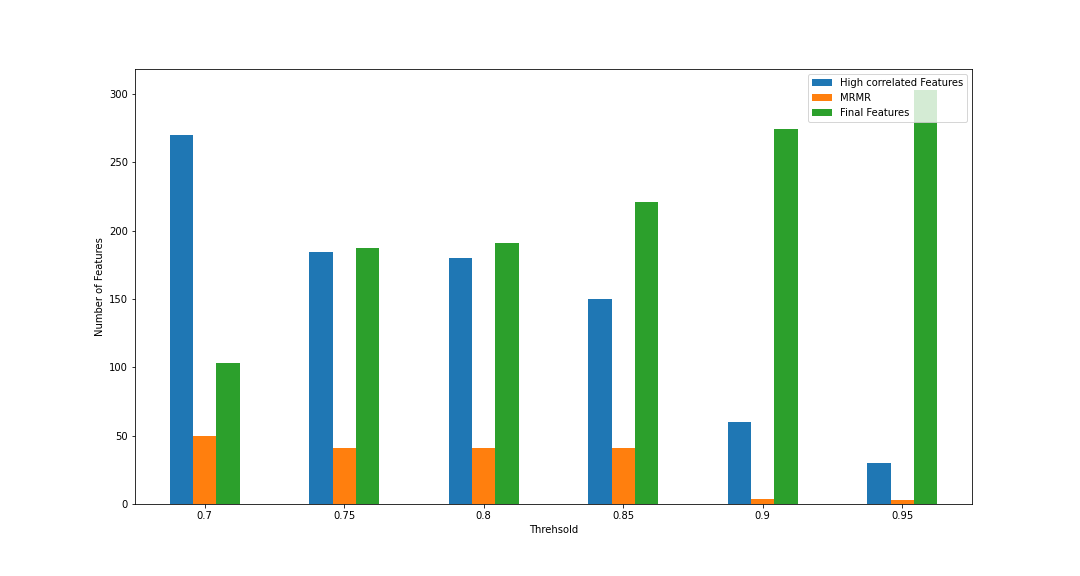 High correlated Features
MRMR
Final Features
300
250
200
150
100
50
0
Number of Features
0.7
0.75
0.8
0.85
0.9
0.95
Threhsold